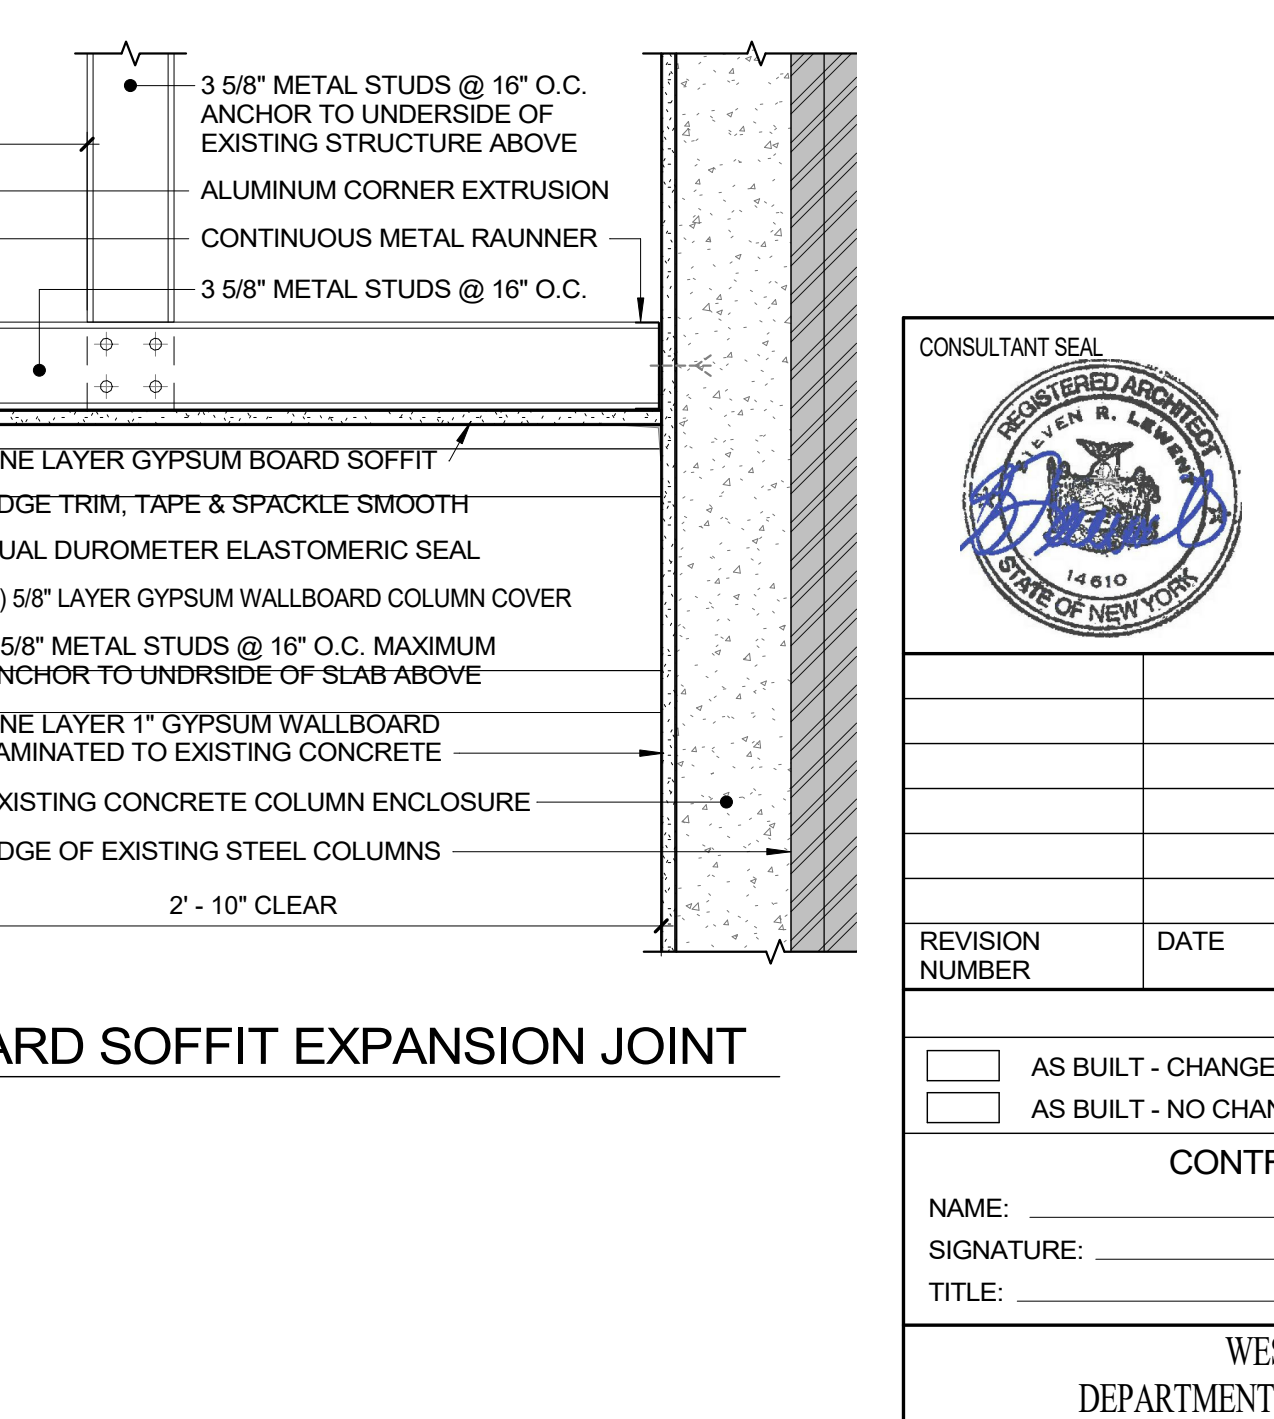 3 5/8" METAL STUDS @ 16" O.C.
ANCHOR TO UNDERSIDE OF
EXISTING STRUCTURE ABOVE
ALUMINUM CORNER EXTRUSION
CONTINUOUS METAL RAUNNER
3 5/8" METAL STUDS @ 16" O.C.
NE LAYER GYPSUM BOARD SOFFIT
DGE TRIM, TAPE & SPACKLE SMOOTH
UAL DUROMETER ELASTOMERIC SEAL
) 5/8" LAYER GYPSUM WALLBOARD COLUMN COVER
5/8" METAL STUDS @ 16" O.C. MAXIMUM
NCHOR TO UNDRSIDE OF SLAB ABOVE
NE LAYER 1" GYPSUM WALLBOARD
AMINATED TO EXISTING CONCRETE
XISTING CONCRETE COLUMN ENCLOSURE
DGE OF EXISTING STEEL COLUMNS
2' - 10" CLEAR
ARD SOFFIT EXPANSION JOINT
CONSULTANT SEAL
REGISTERED ARCHITECT
STEVEN R. LEWENT
14610
STATE OF NEW YORK
REVISION
NUMBER
DATE
AS BUILT - CHANGE
AS BUILT - NO CHAN
CONTR
NAME:
SIGNATURE:
TITLE:
WES
DEPARTMENT